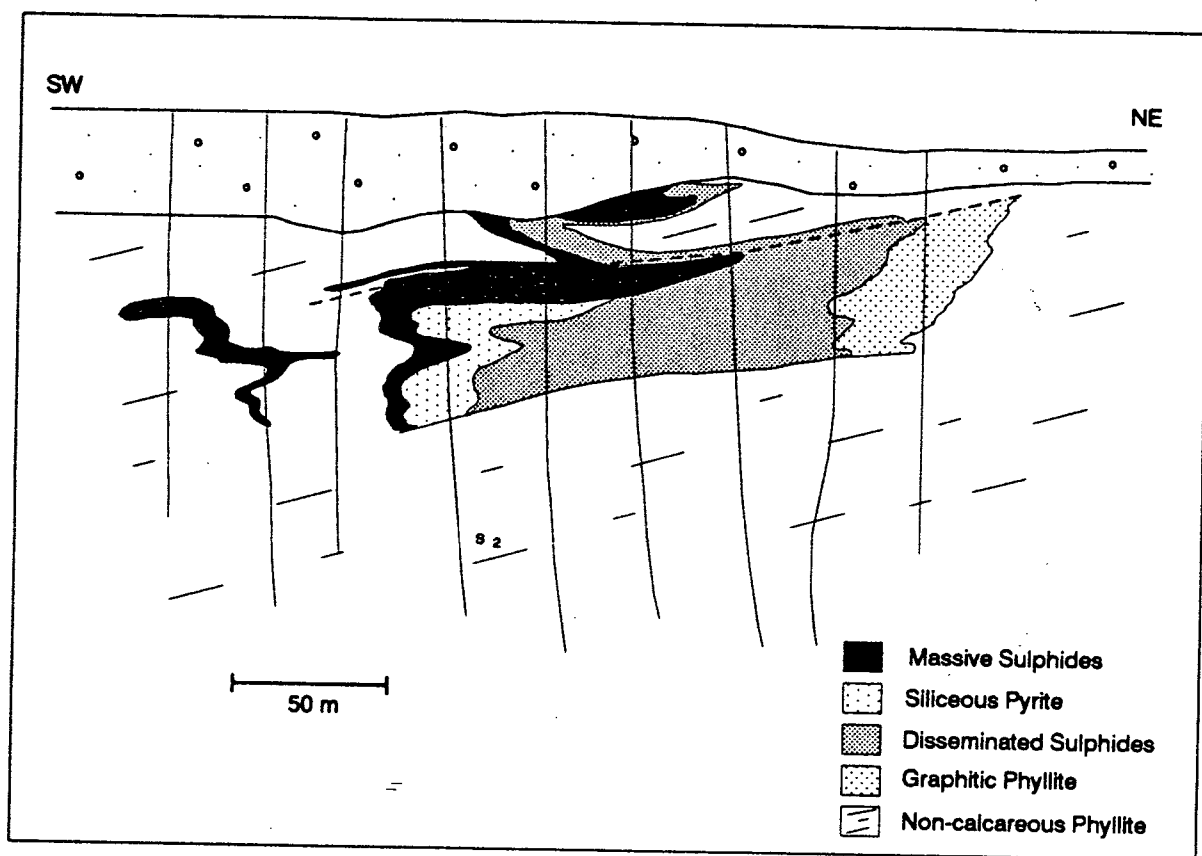 SW
NE
S 2
50 m
Massive Sulphides
Siliceous Pyrite
Disseminated Sulphides
Graphitic Phyllite
Non-calcareous Phyllite